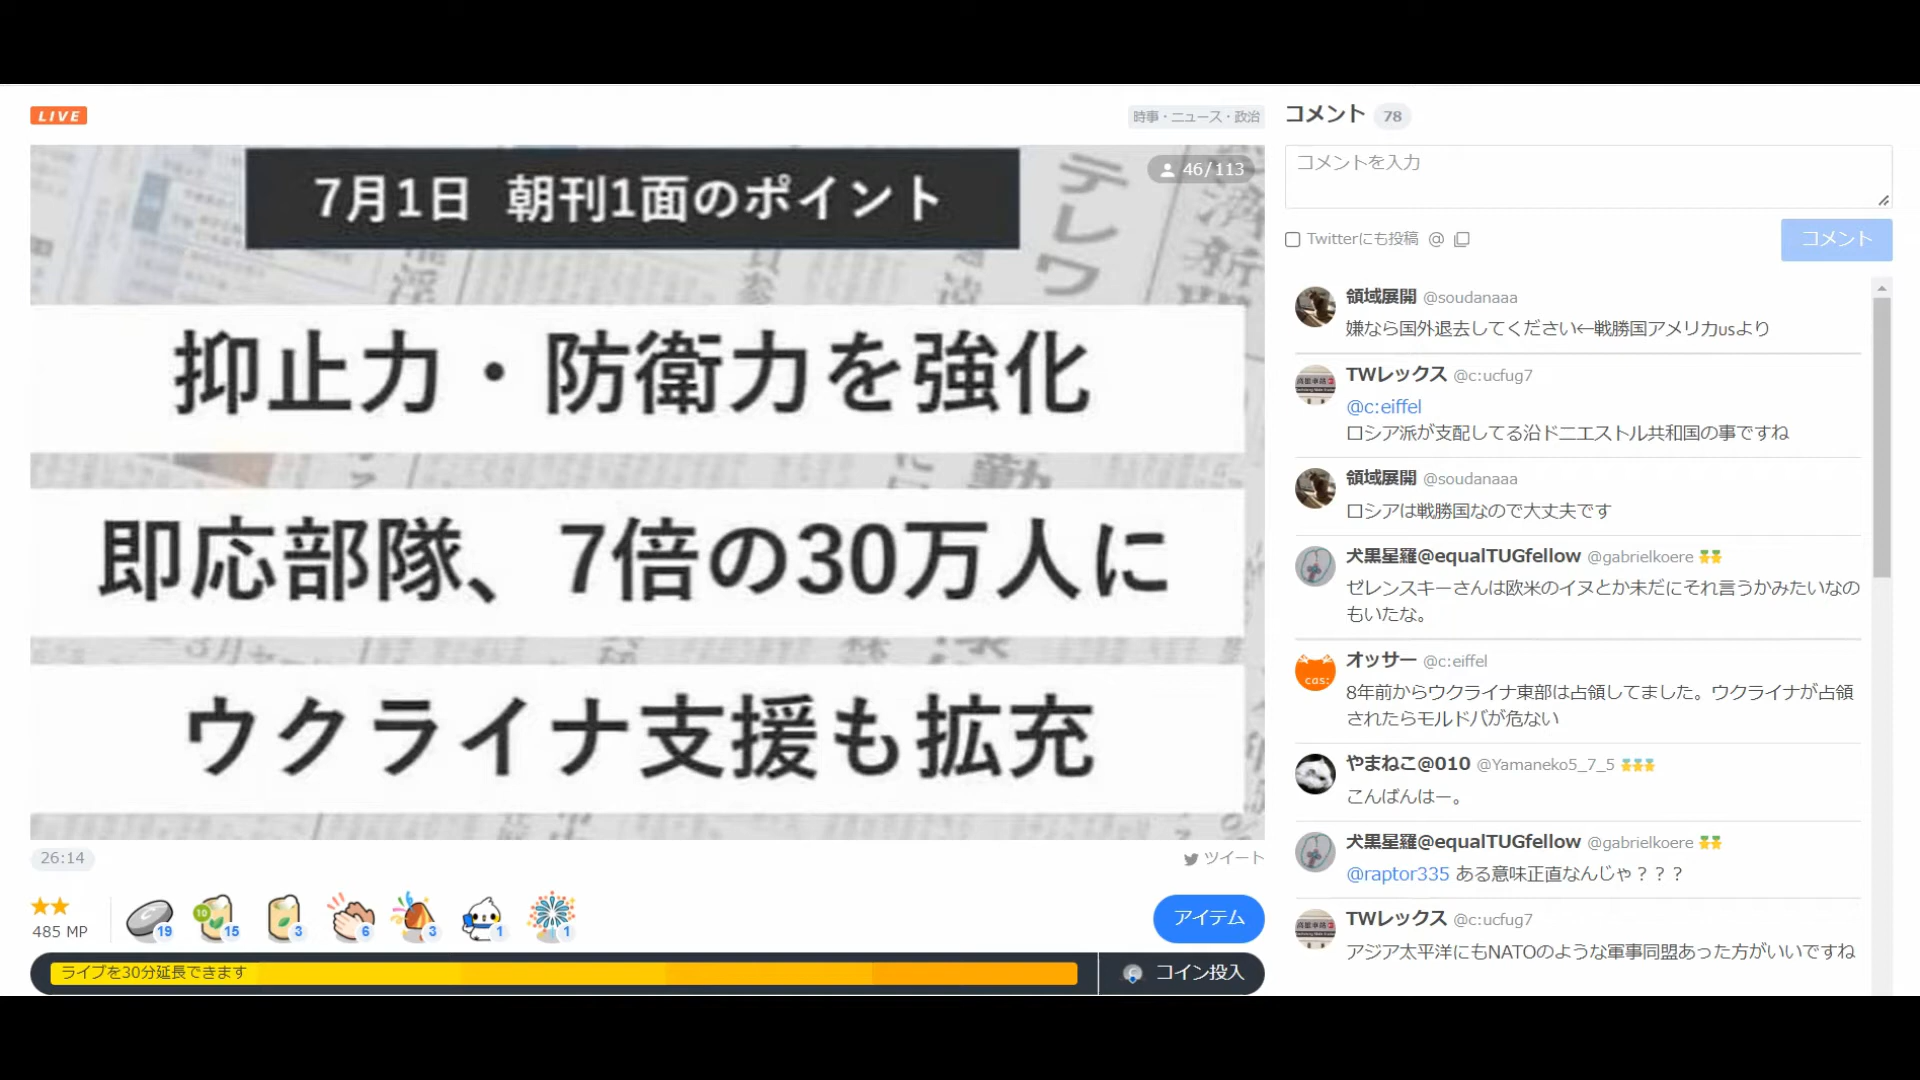 LIVE
時事・ニュース・政治
46/113
7月1日 朝刊1面のポイント
抑止力・防衛力を強化
即応部隊、7倍の30万人に
ウクライナ支援も拡充
テレワ
26:14
ツイート
485 MP
19
10
15
3
6
3
1
1
アイテム
ライブを30分延長できます
コイン投入
コメント 78
コメントを入力
Twitterにも投稿 @
コメント
領域展開 @soudanaaa
嫌なら国外退去してください←戦勝国アメリカusより
TWレックス @c:ucfug7
@c:eiffel
ロシア派が支配してる沿ドニエストル共和国の事ですね
領域展開 @soudanaaa
ロシアは戦勝国なので大丈夫です
犬黒星羅@equalTUGfellow @gabrielkoere
ゼレンスキーさんは欧米のイヌとか未だにそれ言うかみたいなの
もいたな。
オッサー @c:eiffel
cas:
8年前からウクライナ東部は占領してました。ウクライナが占領
されたらモルドバが危ない
やまねこ@010 @Yamaneko5_7_5
こんばんはー。
犬黒星羅@equalTUGfellow @gabrielkoere
@raptor335 ある意味正直なんじゃ？？？
TWレックス @c:ucfug7
アジア太平洋にもNATOのような軍事同盟あった方がいいですね